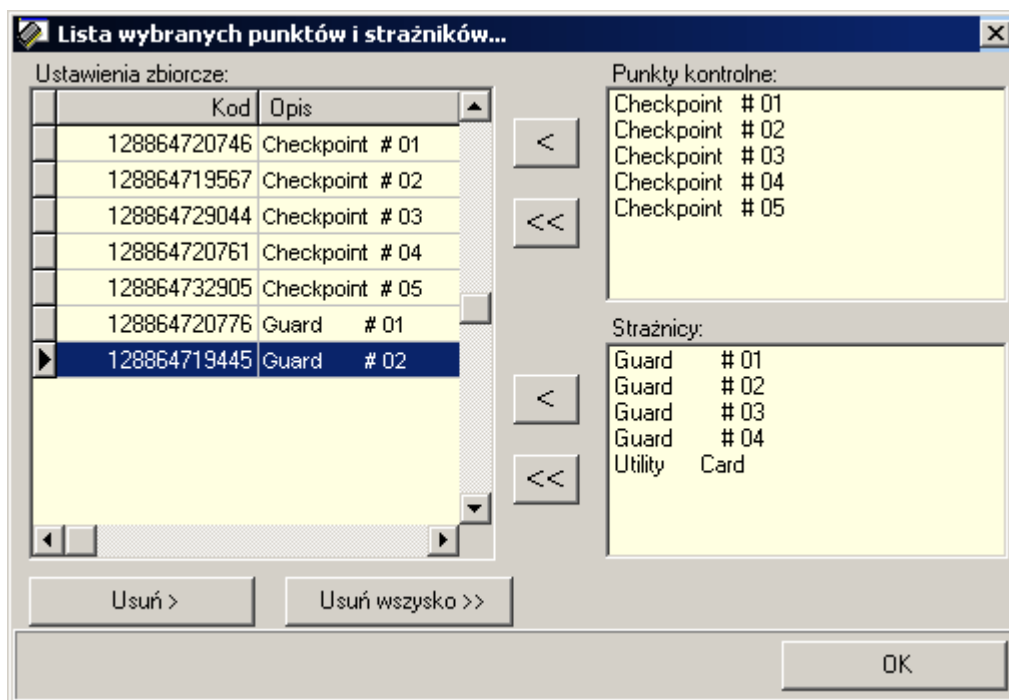 Lista wybranych punktów i strażników...
Ustawienia zbiorcze:
Kod Opis
128864720746 Checkpoint # 01
128864719567 Checkpoint # 02
128864729044 Checkpoint # 03
128864720761 Checkpoint # 04
128864732905 Checkpoint # 05
128864720776 Guard # 01
128864719445 Guard # 02
<
<<
<
<<
Punkty kontrolne:
Checkpoint # 01
Checkpoint # 02
Checkpoint # 03
Checkpoint # 04
Checkpoint # 05
Strażnicy:
Guard # 01
Guard # 02
Guard # 03
Guard # 04
Utility Card
Usuń >
Usuń wszysko >>
OK